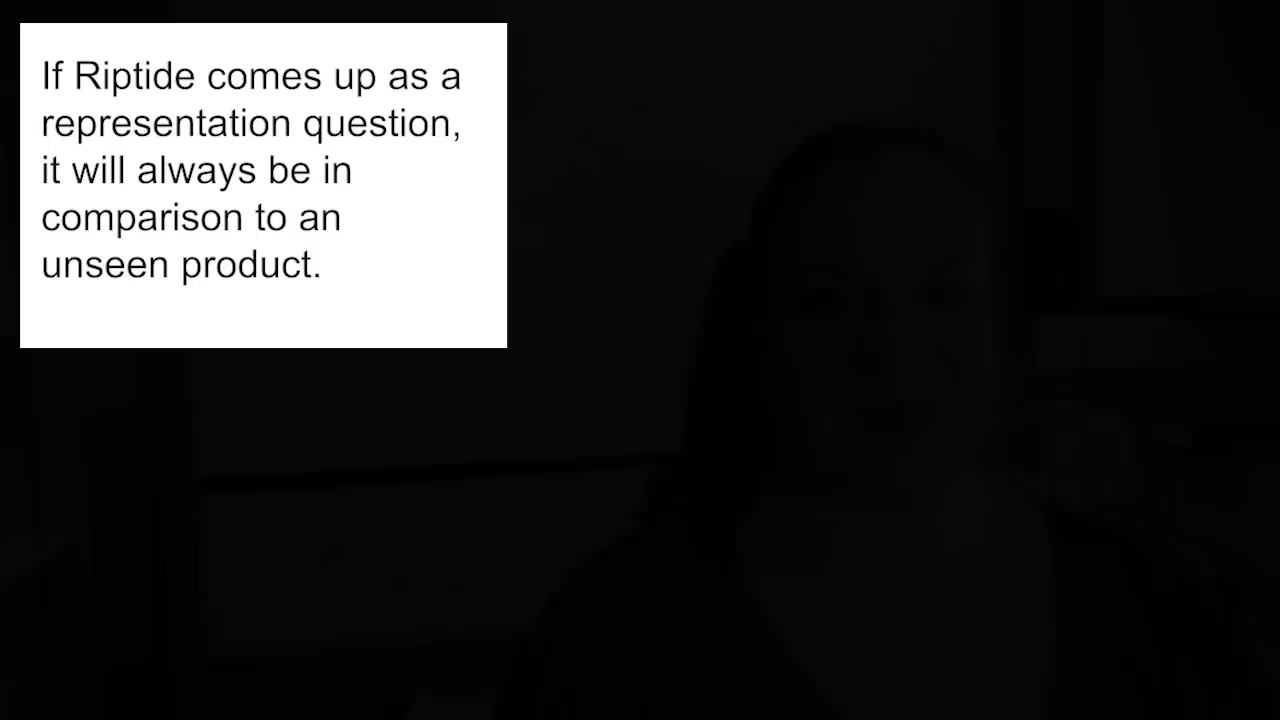 If Riptide comes up as a
representation question,
it will always be in
comparison to an
unseen product.